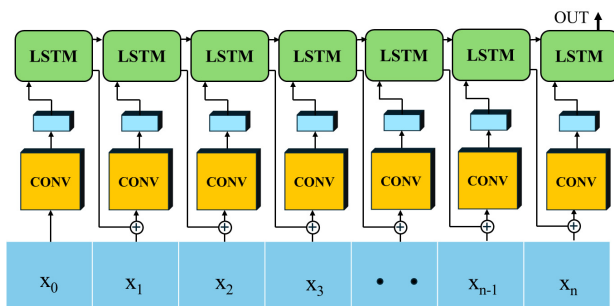 OUT
LSTM LSTM LSTM LSTM LSTM LSTM LSTM
CONV CONV CONV CONV CONV CONV CONV
+ + + + + +
x₀ x₁ x₂ x₃ • • xₙ₋₁ xₙ